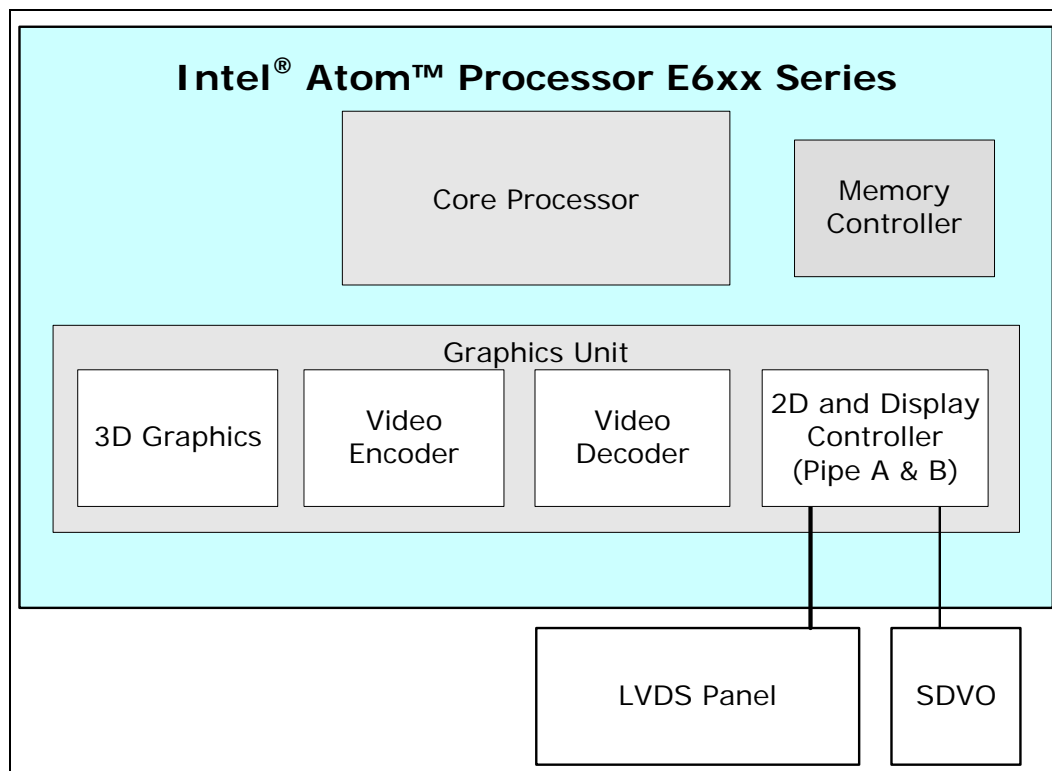 Intel® Atom™ Processor E6xx Series
Core Processor
Memory
Controller
Graphics Unit
3D Graphics
Video
Encoder
Video
Decoder
2D and Display
Controller
(Pipe A & B)
LVDS Panel
SDVO